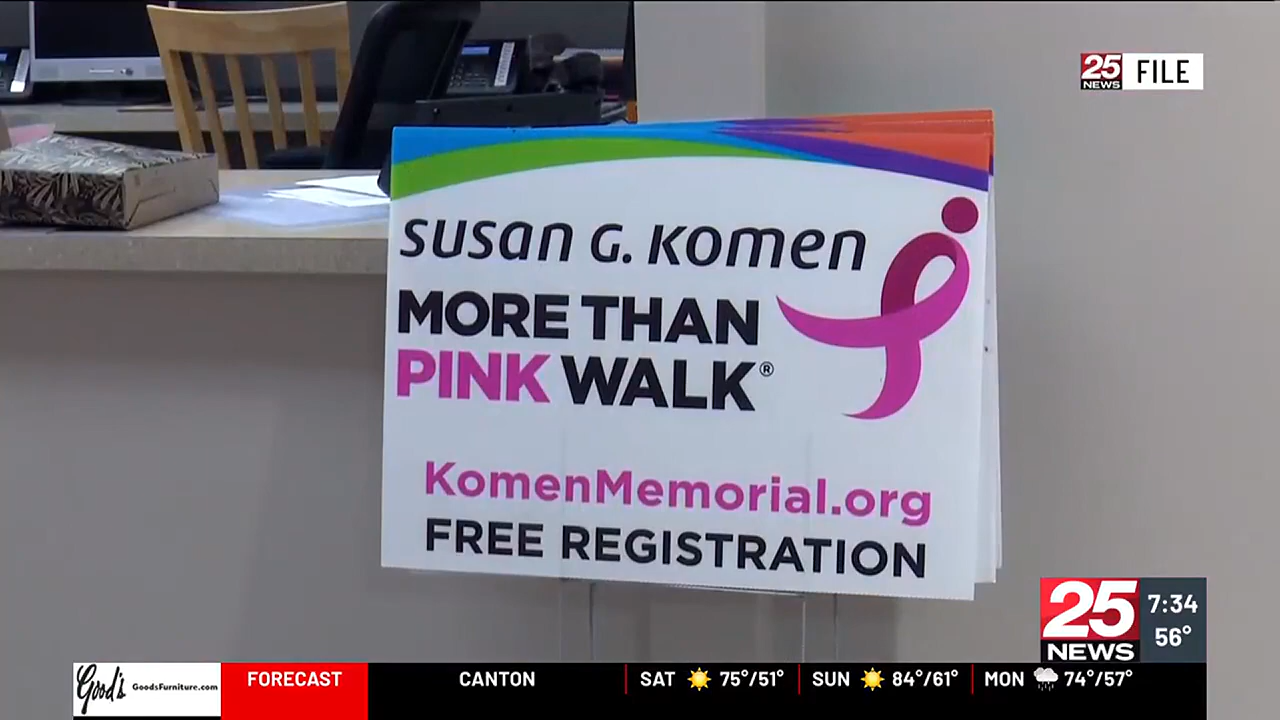 25 NEWS FILE
SUSAN G. KOMEN
MORE THAN
PINK WALK®
KomenMemorial.org
FREE REGISTRATION
25 NEWS
7:34
56°
Good's GoodsFurniture.com
FORECAST
CANTON
SAT 75°/51°
SUN 84°/61°
MON 74°/57°